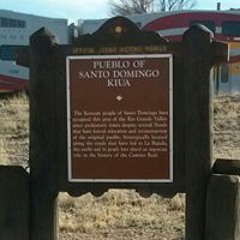 OFFICIAL SCENIC HISTORIC MARKER
PUEBLO OF
SANTO DOMINGO
KIUA
The Keresan people of Santo Domingo have
occupied this area of the Rio Grande Valley
since prehistoric times despite several floods
that have forced relocation and reconstruction
of the original pueblo. Strategically located
along the roads that have led to La Bajada,
the pueblo and its people have played an important
role in the history of the Camino Real.